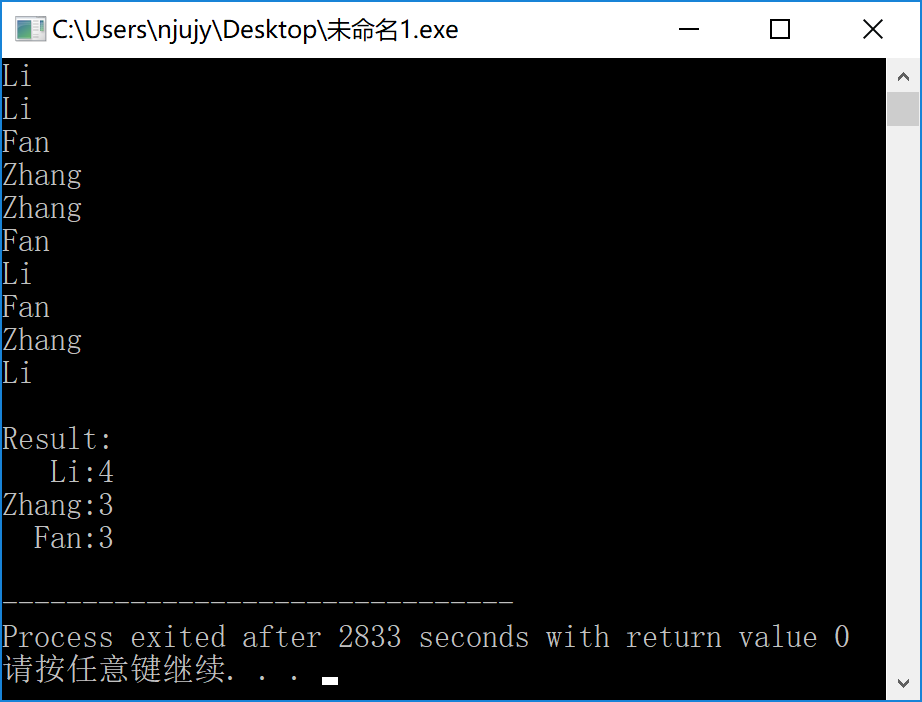 C:\Users\njujy\Desktop\未命名1.exe
Li
Li
Fan
Zhang
Zhang
Fan
Li
Fan
Zhang
Li
Result:
   Li:4
Zhang:3
  Fan:3
--------------------------------
Process exited after 2833 seconds with return value 0
请按任意键继续. . .